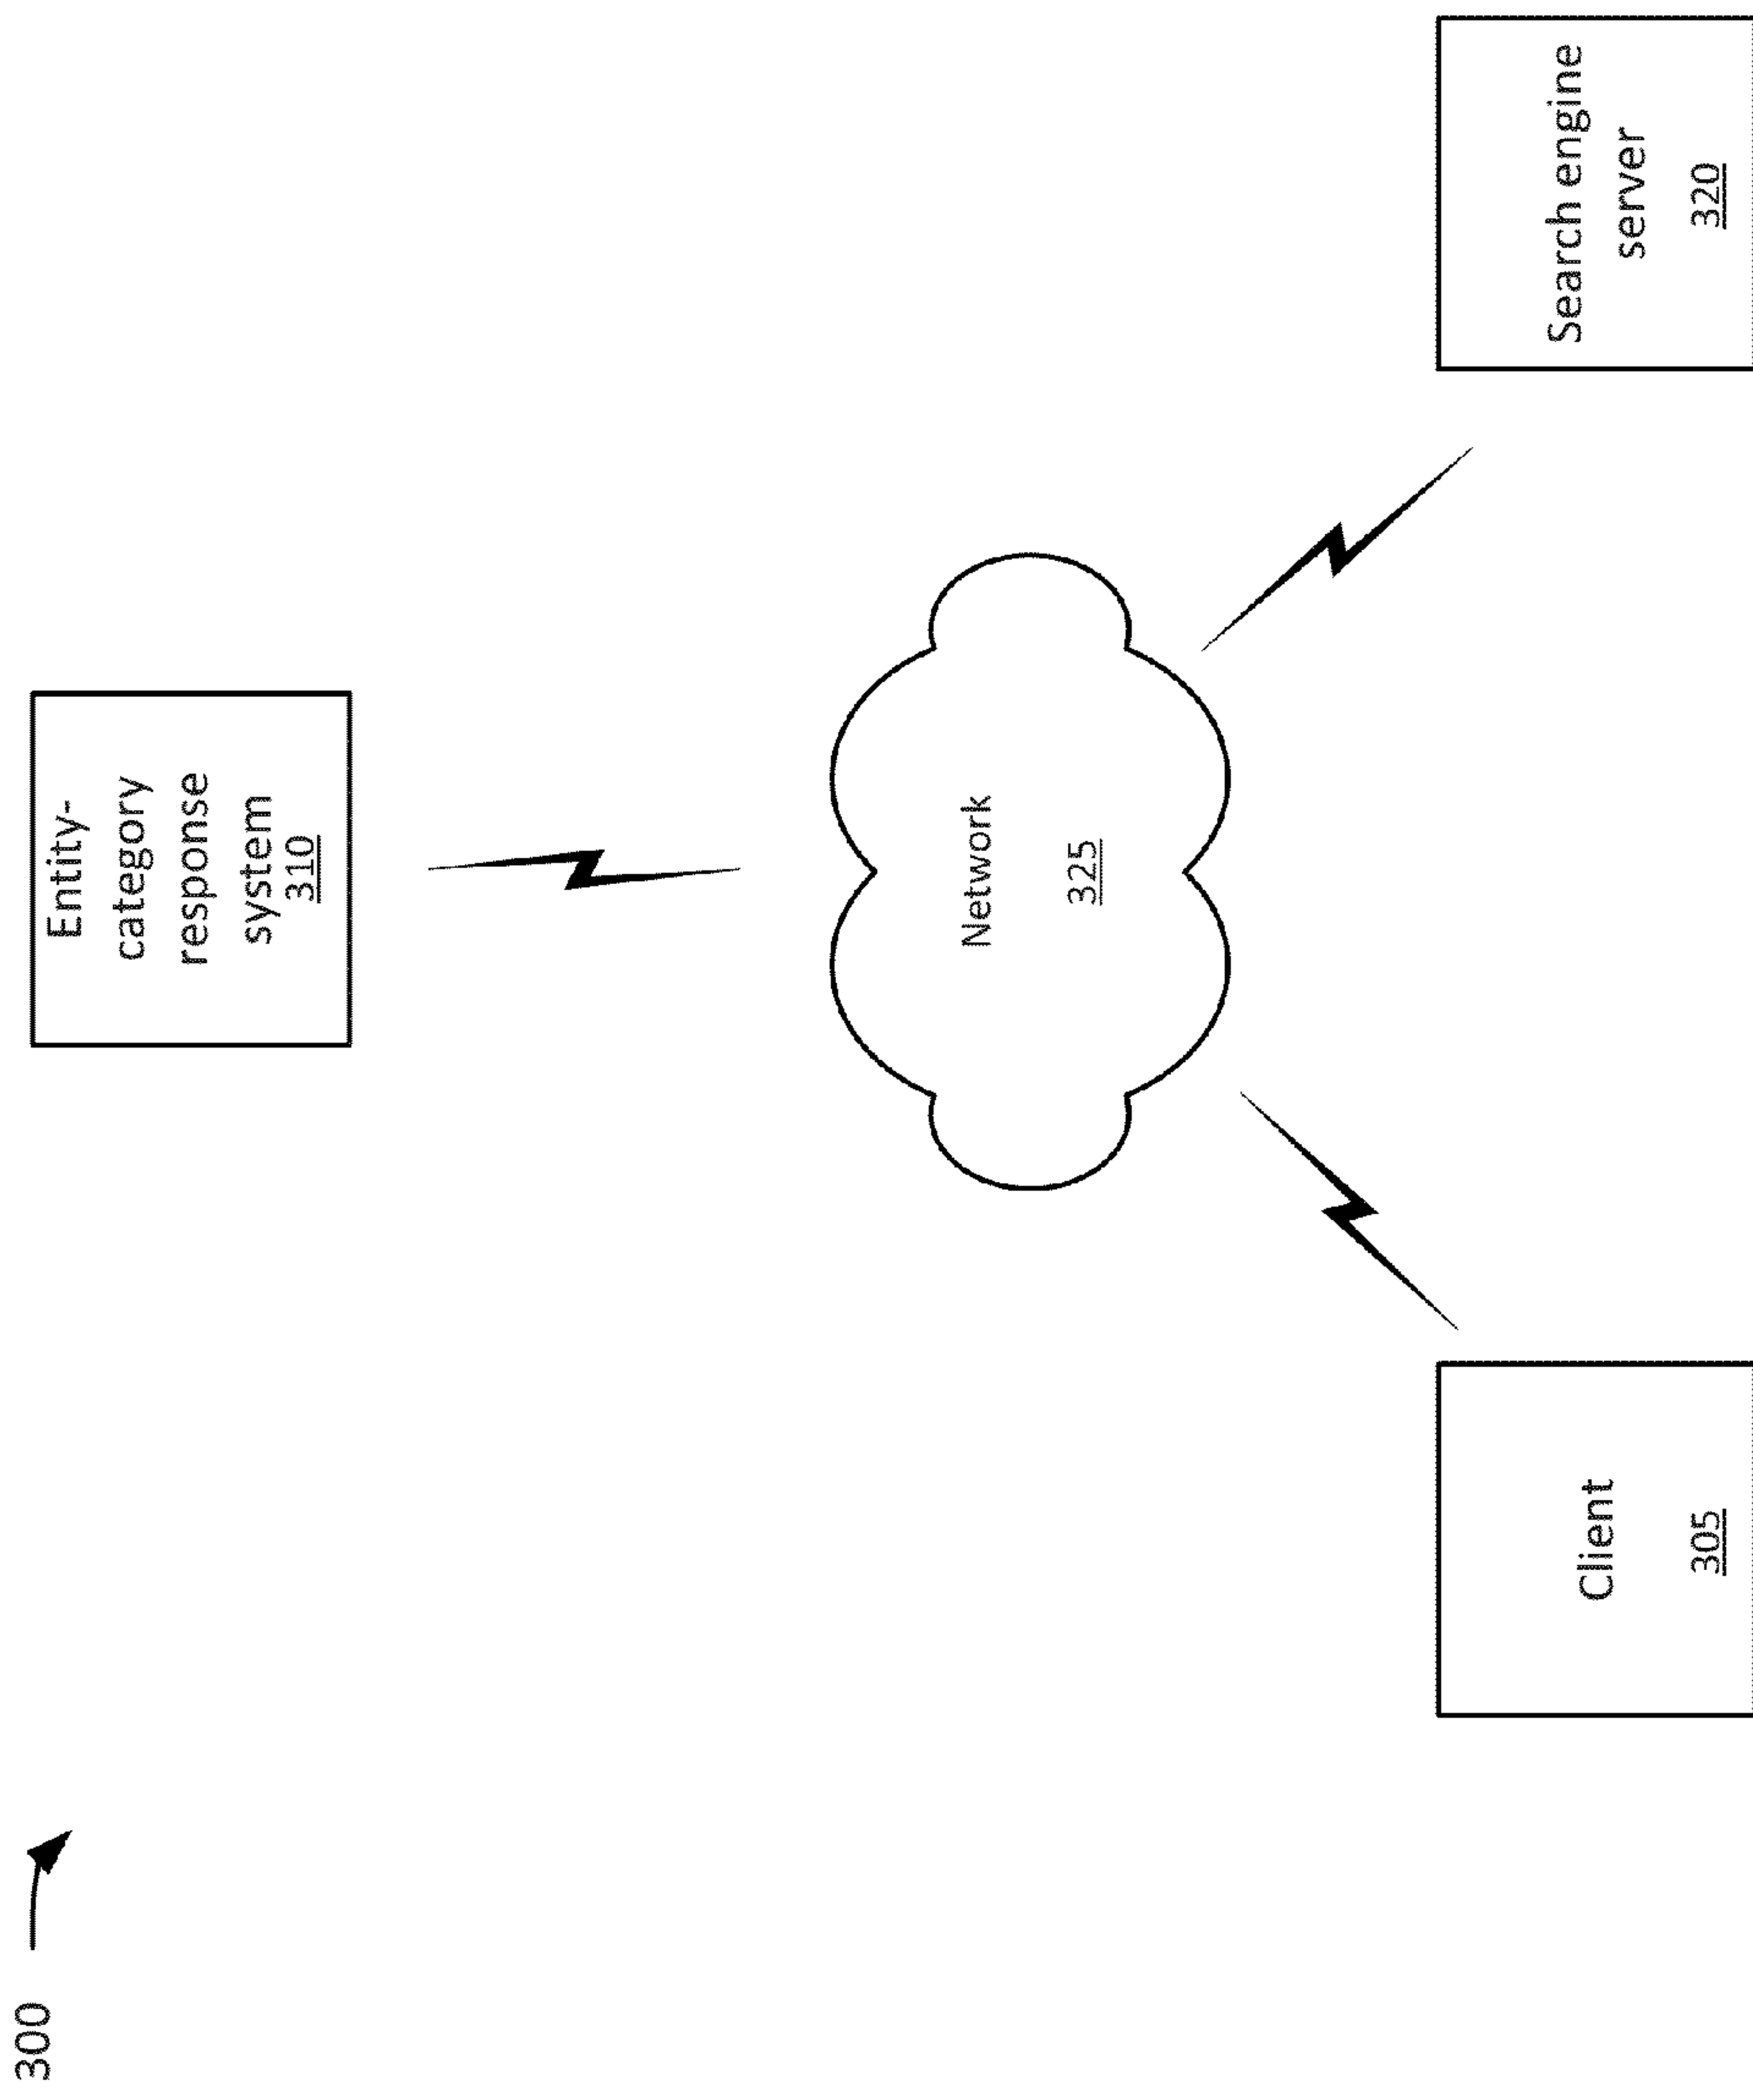 300
Entity-
category
response
system
310
Network
325
Client
305
Search engine
server
320